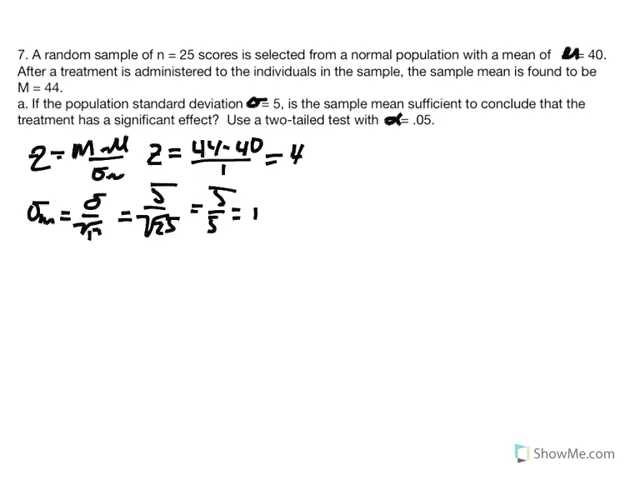 7. A random sample of n = 25 scores is selected from a normal population with a mean of μ = 40.
After a treatment is administered to the individuals in the sample, the sample mean is found to be
M = 44.
a. If the population standard deviation σ = 5, is the sample mean sufficient to conclude that the
treatment has a significant effect? Use a two-tailed test with α = .05.
Z = M - M / σm Z = 44 - 40 / 1 = 4
σm = σ / √n = 5 / √25 = 5 / 5 = 1
ShowMe.com